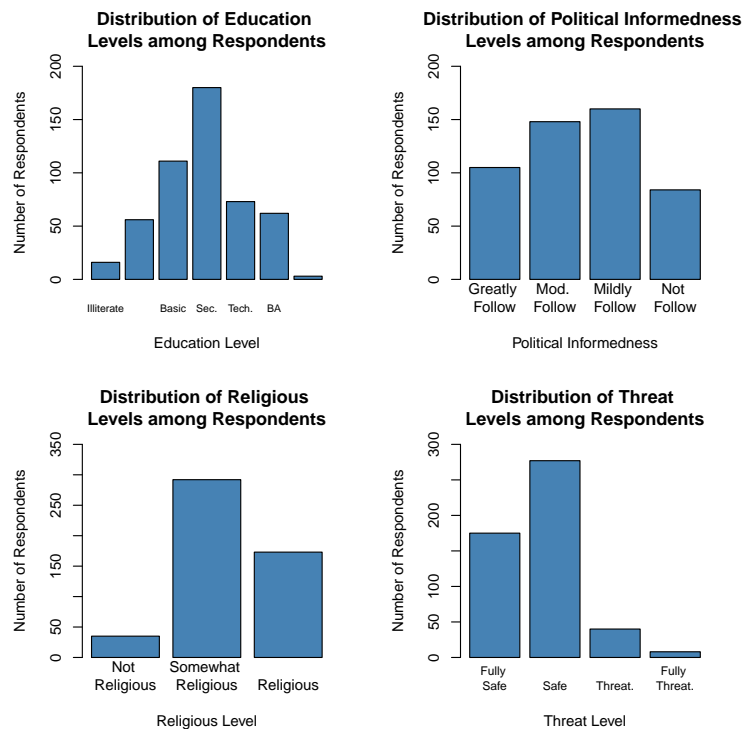 Distribution of Education
Levels among Respondents
Number of Respondents
0
50
100
150
200
Illiterate
Basic
Sec.
Tech.
BA
Education Level
Distribution of Political Informedness
Levels among Respondents
Number of Respondents
0
50
100
150
200
Greatly
Follow
Mod.
Follow
Mildly
Follow
Not
Follow
Political Informedness
Distribution of Religious
Levels among Respondents
Number of Respondents
0
50
150
250
350
Not
Religious
Somewhat
Religious
Religious
Religious Level
Distribution of Threat
Levels among Respondents
Number of Respondents
0
50
100
200
300
Fully
Safe
Safe
Threat.
Fully
Threat.
Threat Level